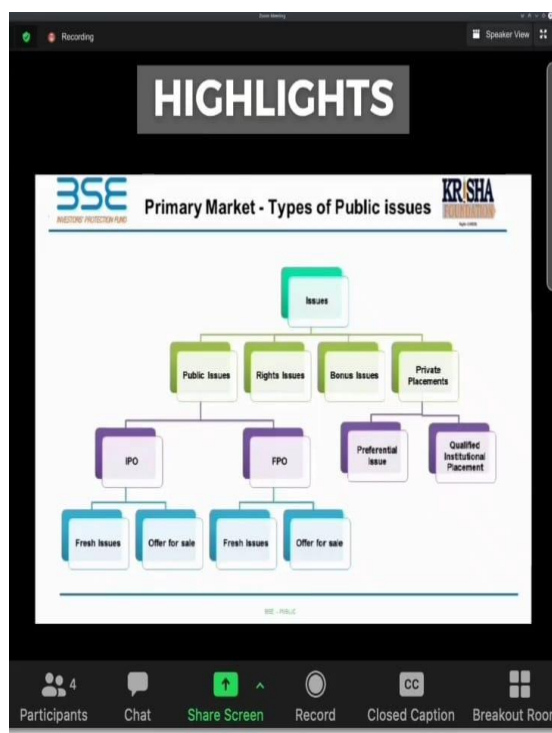 Zoom Meeting
Recording
Speaker View
HIGHLIGHTS
BSE
INVESTORS' PROTECTION FUND
Primary Market - Types of Public issues
KRISHA
FOUNDATION
Issues
Public Issues
Rights Issues
Bonus Issues
Private
Placements
IPO
FPO
Preferential
Issue
Qualified
Institutional
Placement
Fresh Issues
Offer for sale
Fresh Issues
Offer for sale
BSE - PUBLIC
4
Participants
Chat
Share Screen
Record
CC
Closed Caption
Breakout Roor